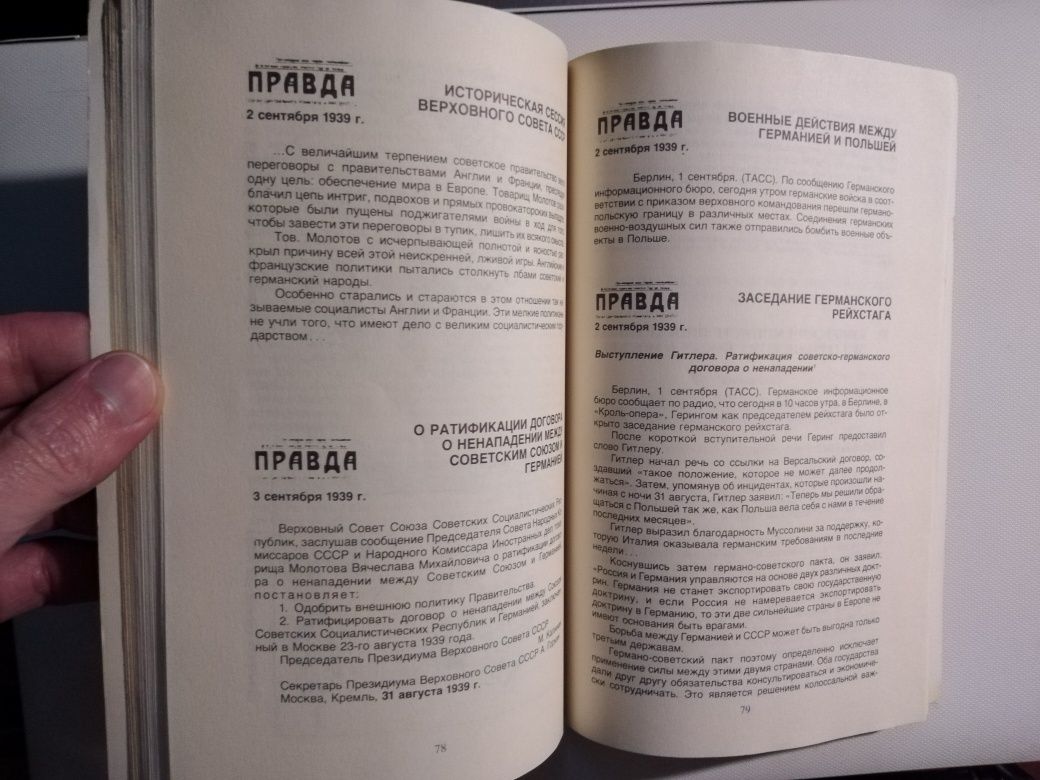 ПРАВДА
2 сентября 1939 г.
ИСТОРИЧЕСКАЯ СЕССИЯ
ВЕРХОВНОГО СОВЕТА СССР
...С величайшим терпением советское правительство вело
переговоры с правительствами Англии и Франции, преследуя
одну цель: обеспечение мира в Европе. Товарищ Молотов разо-
блачил цепь интриг, подвохов и прямых провокаторских выходок,
которые были пущены поджигателями войны в ход для того,
чтобы завести эти переговоры в тупик, лишить их всякого смысла.
Тов. Молотов с исчерпывающей полнотой и ясностью рас-
крыл причину всей этой неискренней, лживой игры. Английские и
французские политики пытались столкнуть лбами советский и
германский народы.
Особенно старались и стараются в этом отношении так на-
зываемые социалисты Англии и Франции. Эти мелкие политиканы
не учли того, что имеют дело с великим социалистическим госу-
дарством...
ПРАВДА
3 сентября 1939 г.
О РАТИФИКАЦИИ ДОГОВОРА
О НЕНАПАДЕНИИ МЕЖДУ
СОВЕТСКИМ СОЮЗОМ И
ГЕРМАНИЕЙ
Верховный Совет Союза Советских Социалистических Рес-
публик, заслушав сообщение Председателя Совета Народных Ко-
миссаров СССР и Народного Комиссара Иностранных дел това-
рища Молотова Вячеслава Михайловича о ратификации догово-
ра о ненападении между Советским Союзом и Германией,
постановляет:
1. Одобрить внешнюю политику Правительства.
2. Ратифицировать договор о ненападении между Союзом
Советских Социалистических Республик и Германией, заключен-
ный в Москве 23-го августа 1939 года.
Председатель Президиума Верховного Совета СССР
М. Калинин
Секретарь Президиума Верховного Совета СССР А. Горкин
Москва, Кремль, 31 августа 1939 г.
78
ПРАВДА
2 сентября 1939 г.
ВОЕННЫЕ ДЕЙСТВИЯ МЕЖДУ
ГЕРМАНИЕЙ И ПОЛЬШЕЙ
Берлин, 1 сентября. (ТАСС). По сообщению Германского
информационного бюро, сегодня утром германские войска в соот-
ветствии с приказом верховного командования перешли германо-
польскую границу в различных местах. Соединения германских
военно-воздушных сил также отправились бомбить военные объ-
екты в Польше.
ПРАВДА
2 сентября 1939 г.
ЗАСЕДАНИЕ ГЕРМАНСКОГО
РЕЙХСТАГА
Выступление Гитлера. Ратификация советско-германского
договора о ненападении¹
Берлин, 1 сентября (ТАСС). Германское информационное
бюро сообщает по радио, что сегодня в 10 часов утра, в Берлине, в
«Кроль-опера», Герингом как председателем рейхстага было от-
крыто заседание германского рейхстага.
После короткой вступительной речи Геринг предоставил
слово Гитлеру.
Гитлер начал речь со ссылки на Версальский договор, со-
здавший «такое положение, которое не может далее продол-
жаться». Затем, упомянув об инцидентах, которые произошли на-
чиная с ночи 31 августа, Гитлер заявил: «Теперь мы решили обра-
щаться с Польшей так же, как Польша вела себя с нами в течение
последних месяцев».
Гитлер выразил благодарность Муссолини за поддержку, ко-
торую Италия оказывала германским требованиям в последние
недели...
Коснувшись затем германо-советского пакта, он заявил.
«Россия и Германия управляются на основе двух различных докт-
рин. Германия не станет экспортировать свою государственную
доктрину, и если Россия не намеревается экспортировать
доктрину в Германию, то эти две сильнейшие страны в Европе не
имеют основания быть врагами.
Борьба между Германией и СССР может быть выгодна только
третьим державам.
Германо-советский пакт поэтому определенно исключает
применение силы между этими двумя странами. Оба государства
дали друг другу обязательства консультироваться и экономиче-
ски сотрудничать. Это является решением колоссальной важ-
79